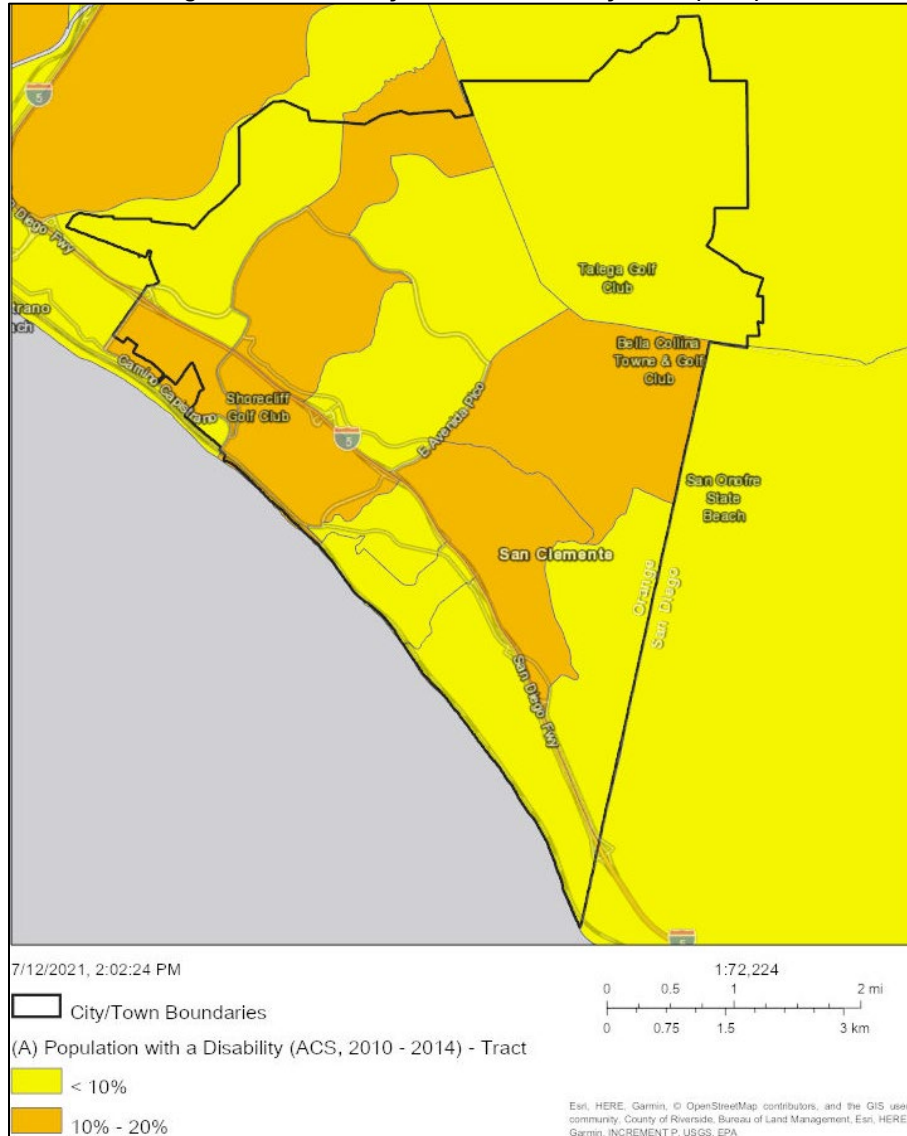 5
Diego Fwy
Talega Golf
Club
trano
ach
Bella Collina
Towne & Golf
Club
Camino Capistrano
Shorecliff
Golf Club
E Avenida Pico
5
San Onofre
State
Beach
San Clemente
Orange
San Diego
San Diego Fwy
5
7/12/2021, 2:02:24 PM
1:72,224
0 0.5 1 2 mi
0 0.75 1.5 3 km
City/Town Boundaries
(A) Population with a Disability (ACS, 2010 - 2014) - Tract
< 10%
10% - 20%
Esri, HERE, Garmin, © OpenStreetMap contributors, and the GIS user
community, County of Riverside, Bureau of Land Management, Esri, HERE,
Garmin, INCREMENT P, USGS, EPA